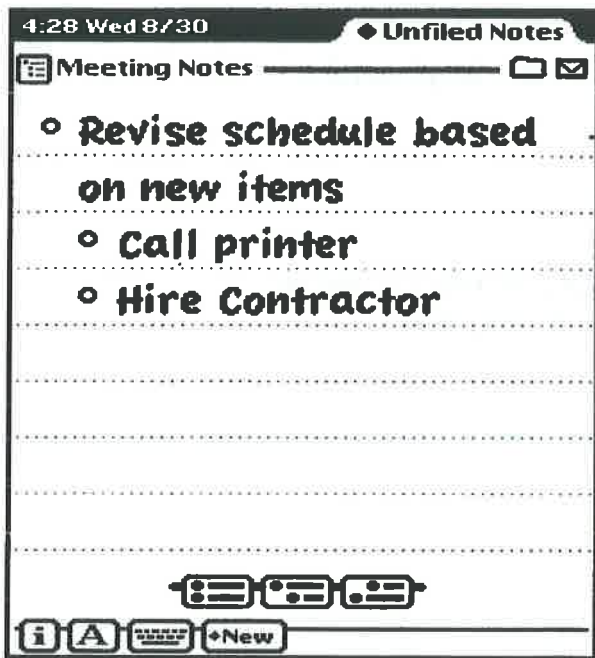 4:28 Wed 8/30 ◆ Unfiled Notes
Meeting Notes
Revise schedule based
on new items
Call printer
Hire Contractor
i A ◆New